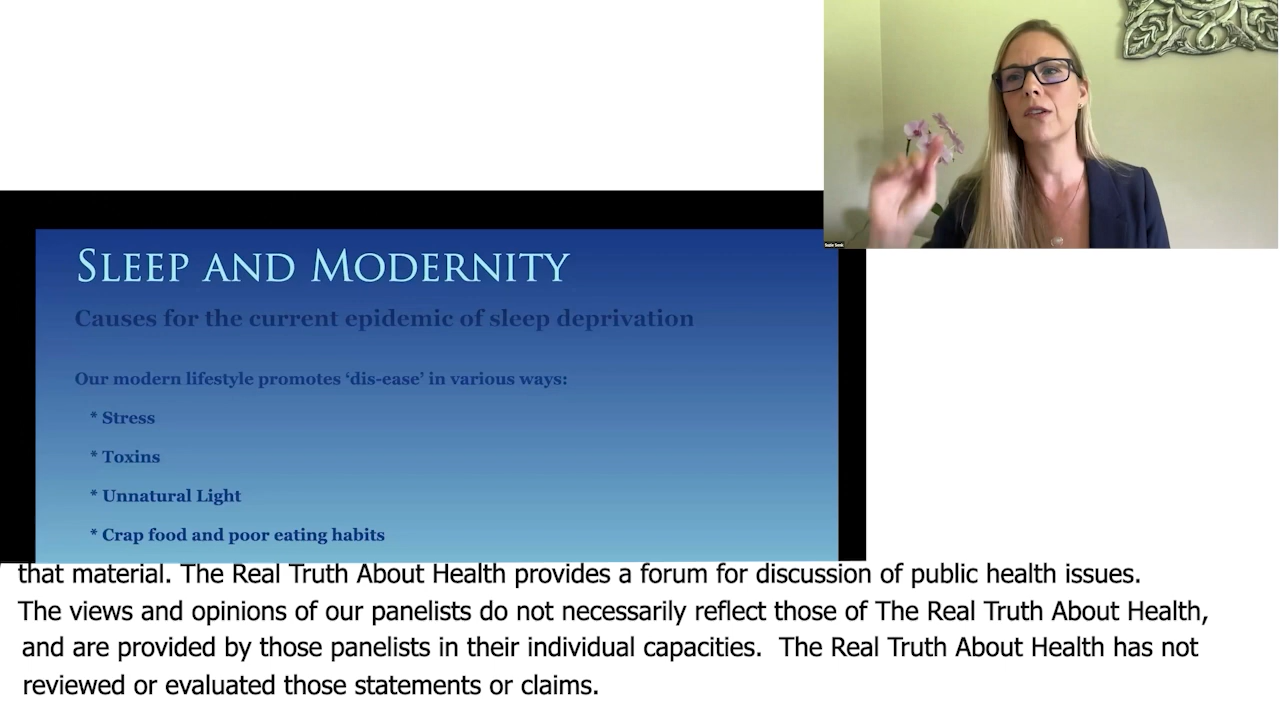 SLEEP AND MODERNITY
Causes for the current epidemic of sleep deprivation
Our modern lifestyle promotes ‘dis-ease’ in various ways:
* Stress
* Toxins
* Unnatural Light
* Crap food and poor eating habits
that material. The Real Truth About Health provides a forum for discussion of public health issues.
The views and opinions of our panelists do not necessarily reflect those of The Real Truth About Health,
and are provided by those panelists in their individual capacities. The Real Truth About Health has not
reviewed or evaluated those statements or claims.